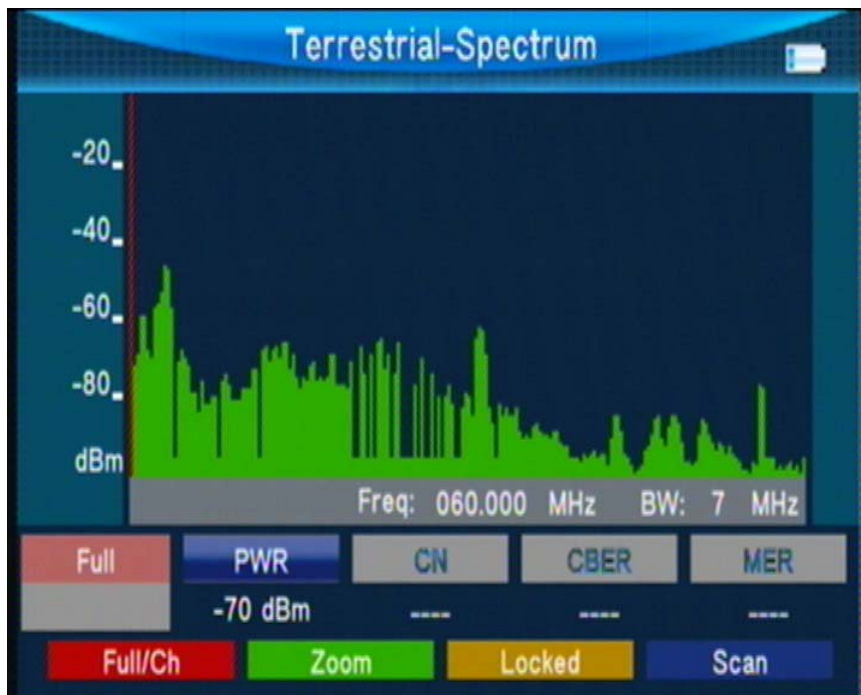 Terrestrial-Spectrum
-20
-40
-60
-80
dBm
Freq: 060.000 MHz BW: 7 MHz
Full PWR CN CBER MER
-70 dBm ---- ---- ----
Full/Ch Zoom Locked Scan